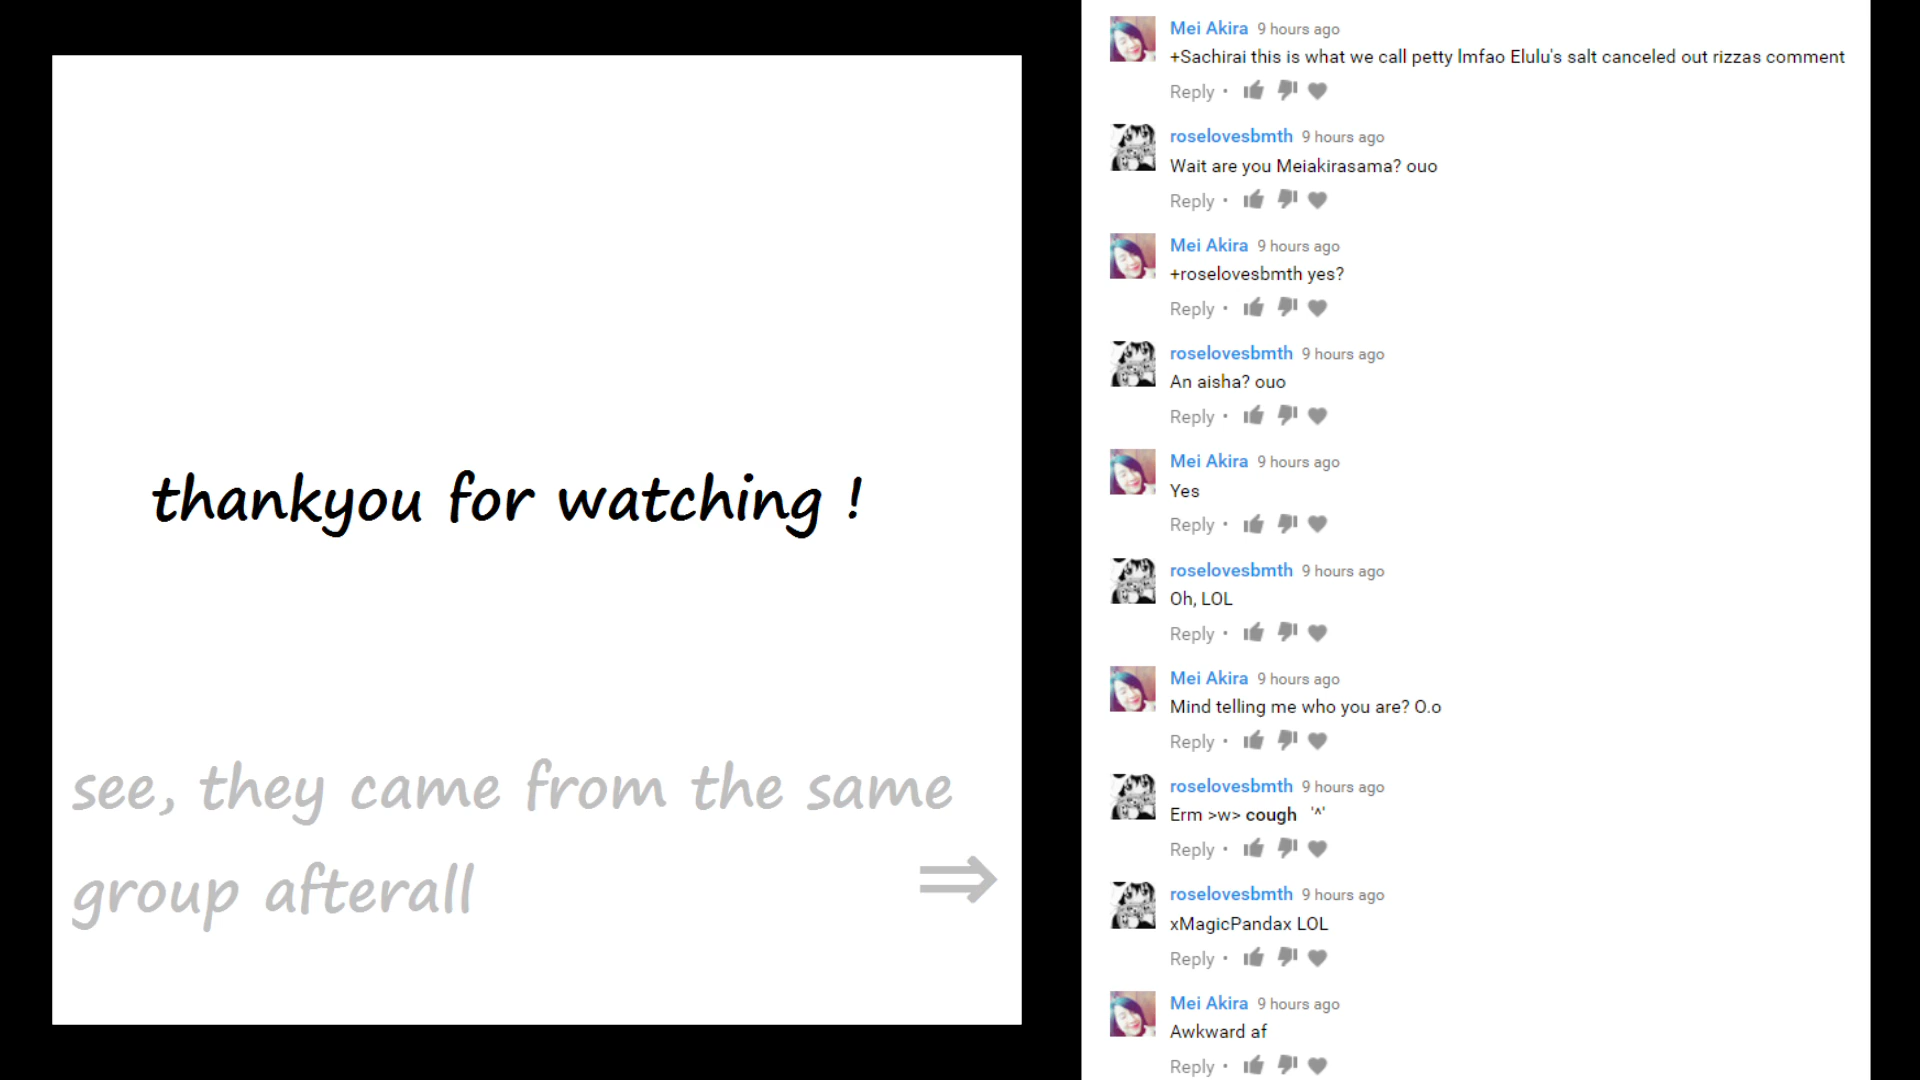 thankyou for watching !
see, they came from the same
group afterall
⇒
Mei Akira 9 hours ago
+Sachirai this is what we call petty lmfao Elulu's salt canceled out rizzas comment
Reply •
roselovesbmth 9 hours ago
Wait are you Meiakirasama? ouo
Reply •
Mei Akira 9 hours ago
+roselovesbmth yes?
Reply •
roselovesbmth 9 hours ago
An aisha? ouo
Reply •
Mei Akira 9 hours ago
Yes
Reply •
roselovesbmth 9 hours ago
Oh, LOL
Reply •
Mei Akira 9 hours ago
Mind telling me who you are? O.o
Reply •
roselovesbmth 9 hours ago
Erm >w> cough '^'
Reply •
roselovesbmth 9 hours ago
xMagicPandax LOL
Reply •
Mei Akira 9 hours ago
Awkward af
Reply •